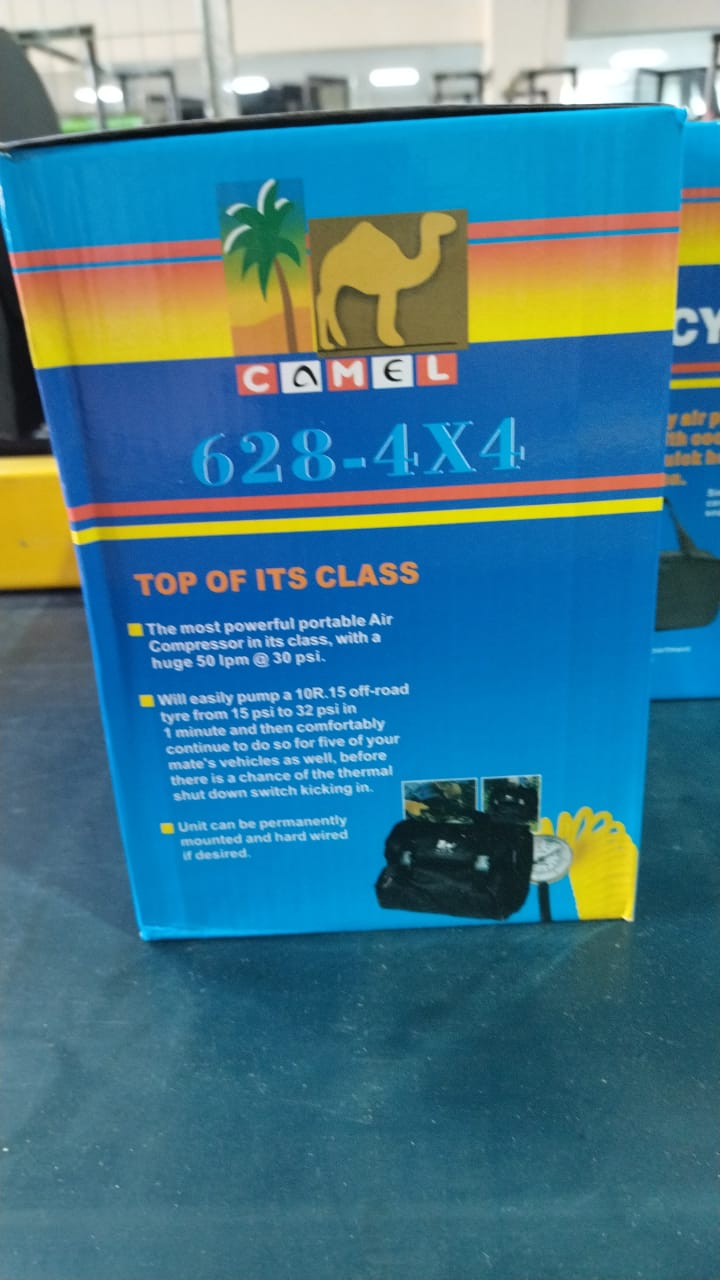 CAMEL
628-4X4
TOP OF ITS CLASS
The most powerful portable Air
Compressor in its class, with a
huge 50 lpm @ 30 psi.
Will easily pump a 10R.15 off-road
tyre from 15 psi to 32 psi in
1 minute and then comfortably
continue to do so for five of your
mate's vehicles as well, before
there is a chance of the thermal
shut down switch kicking in.
Unit can be permanently
mounted and hard wired
if desired.
CY
air